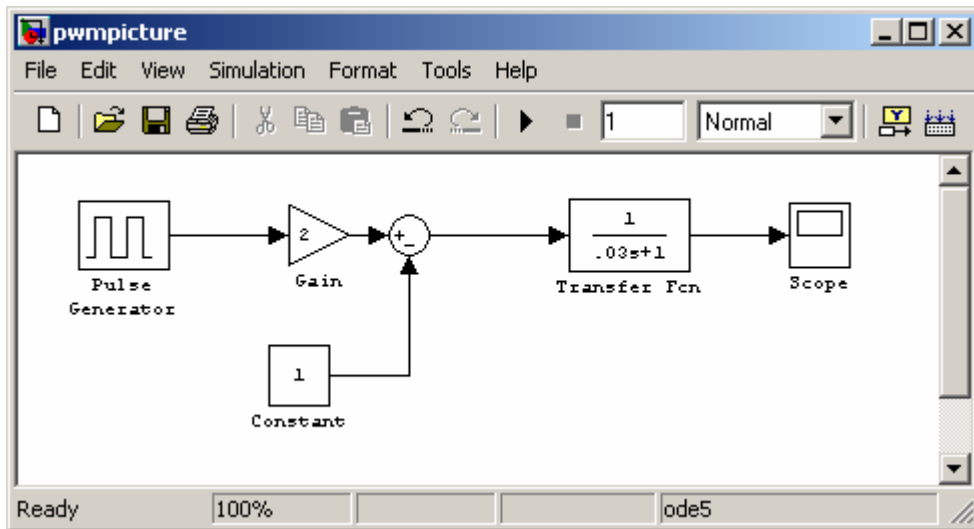 pwmpicture
File Edit View Simulation Format Tools Help
1 Normal
2
+
-
1
.03s+1
Pulse
Generator
Gain
Transfer Fcn
Scope
1
Constant
Ready 100% ode5